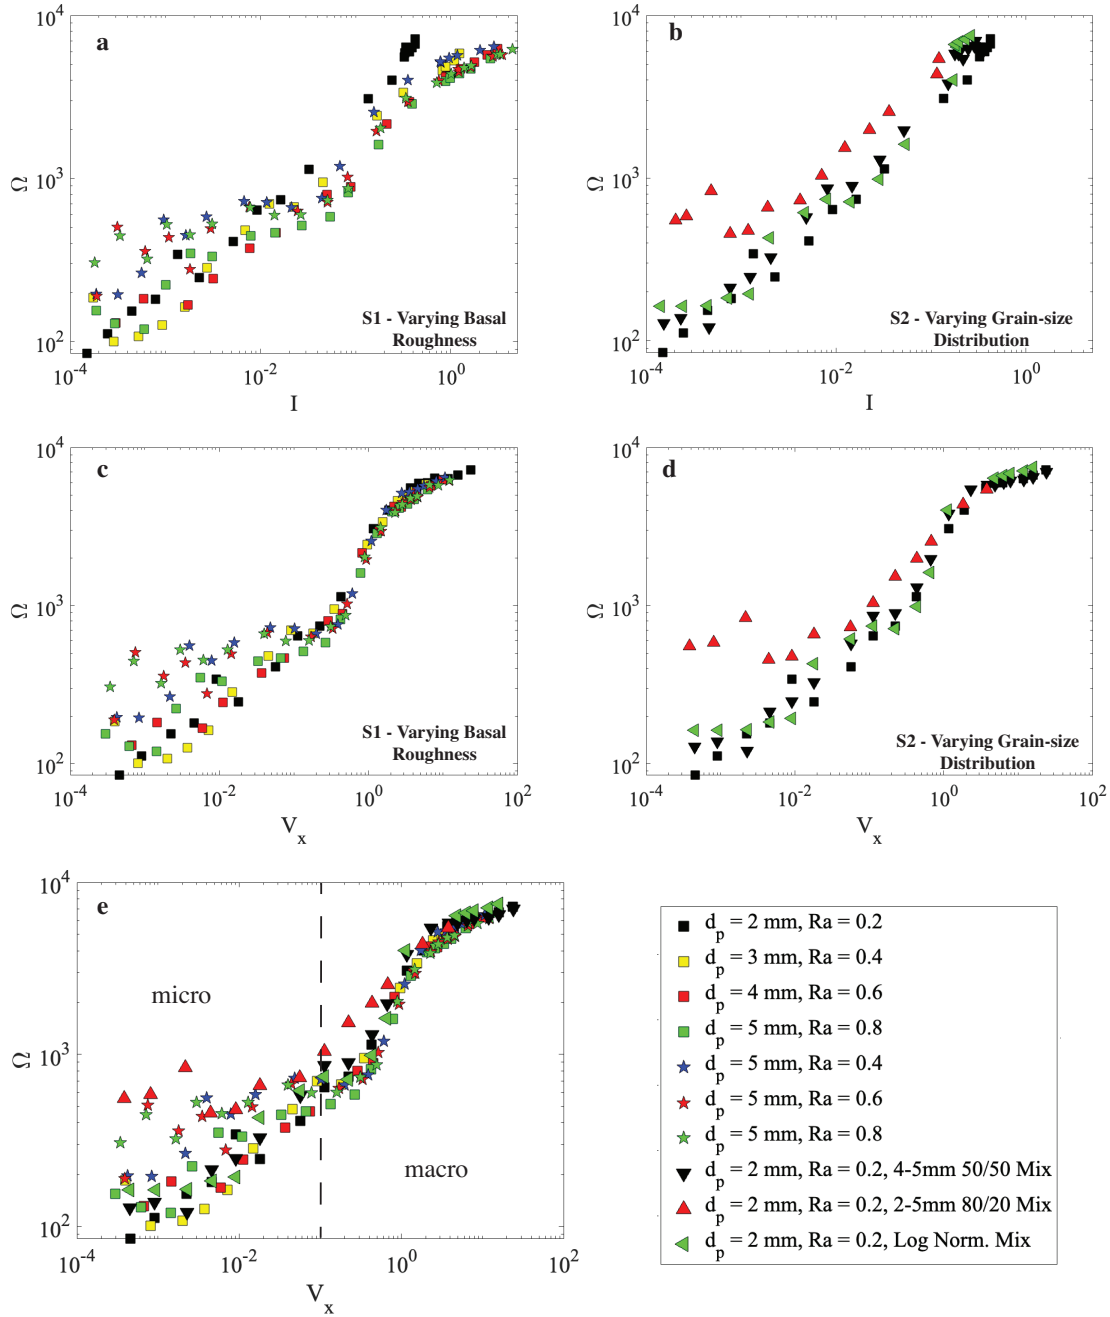 a
10^4
10^3
10^2
Ω
S1 - Varying Basal
Roughness
10^-4
10^-2
10^0
I
b
10^4
10^3
10^2
Ω
S2 - Varying Grain-size
Distribution
10^-4
10^-2
10^0
I
c
10^4
10^3
10^2
Ω
S1 - Varying Basal
Roughness
10^-4
10^-2
10^0
10^2
V_x
d
10^4
10^3
10^2
Ω
S2 - Varying Grain-size
Distribution
10^-4
10^-2
10^0
10^2
V_x
e
10^4
10^3
10^2
Ω
micro
macro
10^-4
10^-2
10^0
10^2
V_x
d_p = 2 mm, Ra = 0.2
d_p = 3 mm, Ra = 0.4
d_p = 4 mm, Ra = 0.6
d_p = 5 mm, Ra = 0.8
d_p = 5 mm, Ra = 0.4
d_p = 5 mm, Ra = 0.6
d_p = 5 mm, Ra = 0.8
d_p = 2 mm, Ra = 0.2, 4-5mm 50/50 Mix
d_p = 2 mm, Ra = 0.2, 2-5mm 80/20 Mix
d_p = 2 mm, Ra = 0.2, Log Norm. Mix